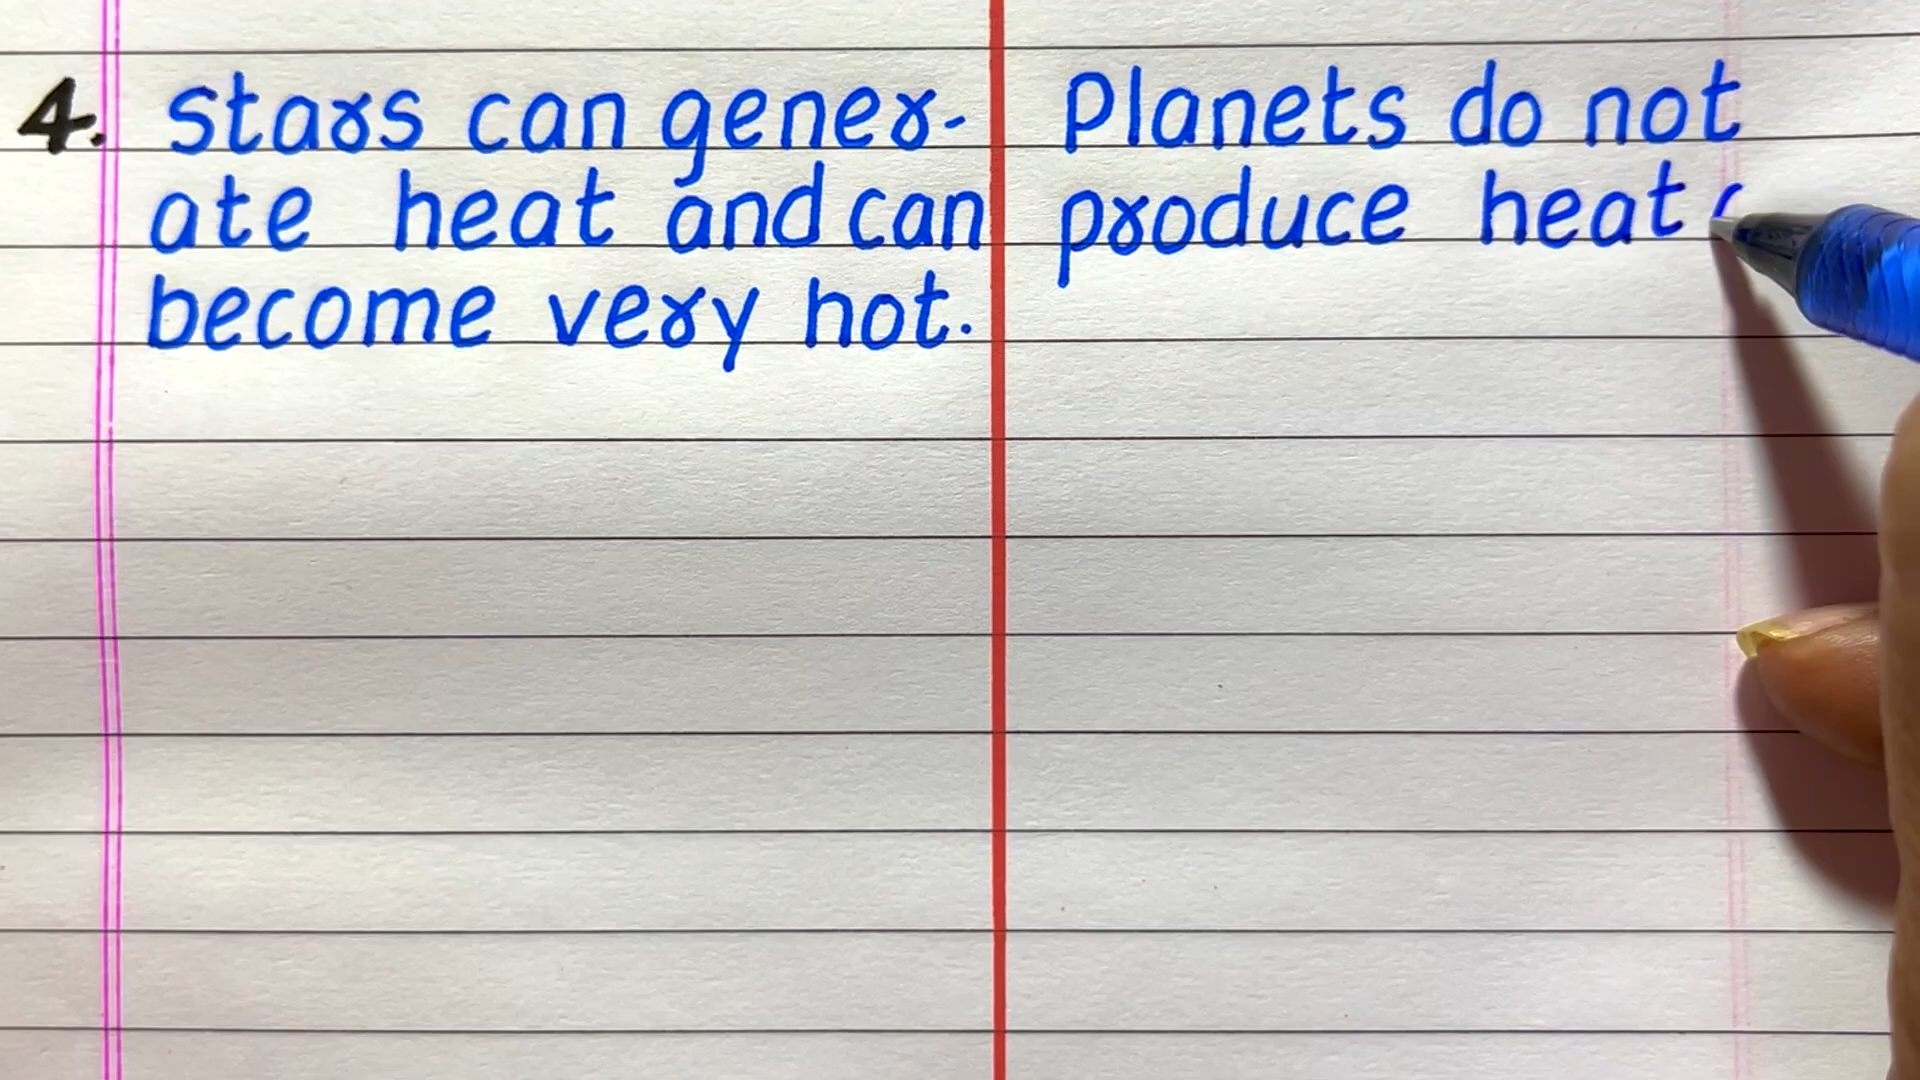 4. Stars can gener-
ate heat and can
become very hot.
Planets do not
produce heat